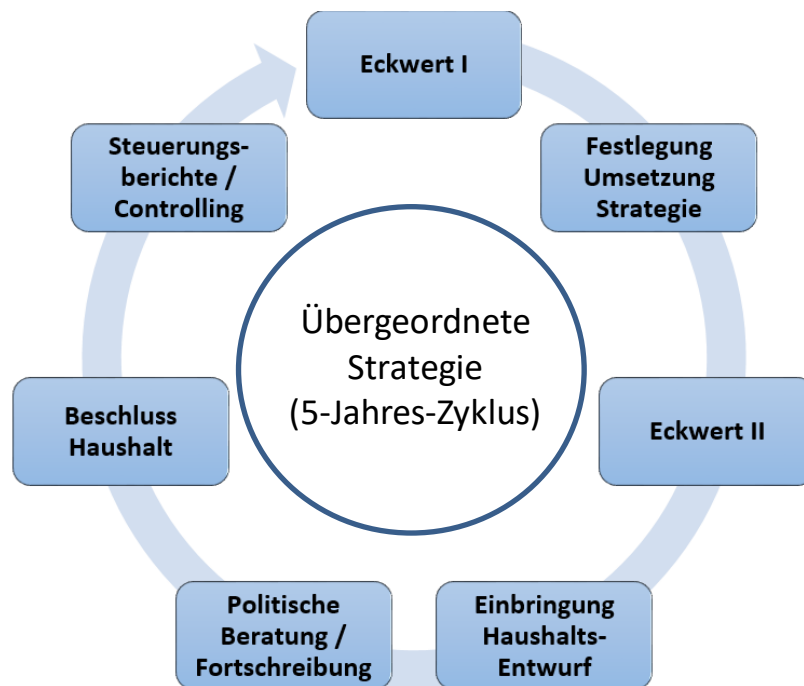 Eckwert I
Festlegung
Umsetzung
Strategie
Eckwert II
Einbringung
Haushalts-
Entwurf
Politische
Beratung /
Fortschreibung
Beschluss
Haushalt
Steuerungs-
berichte /
Controlling
Übergeordnete
Strategie
(5-Jahres-Zyklus)